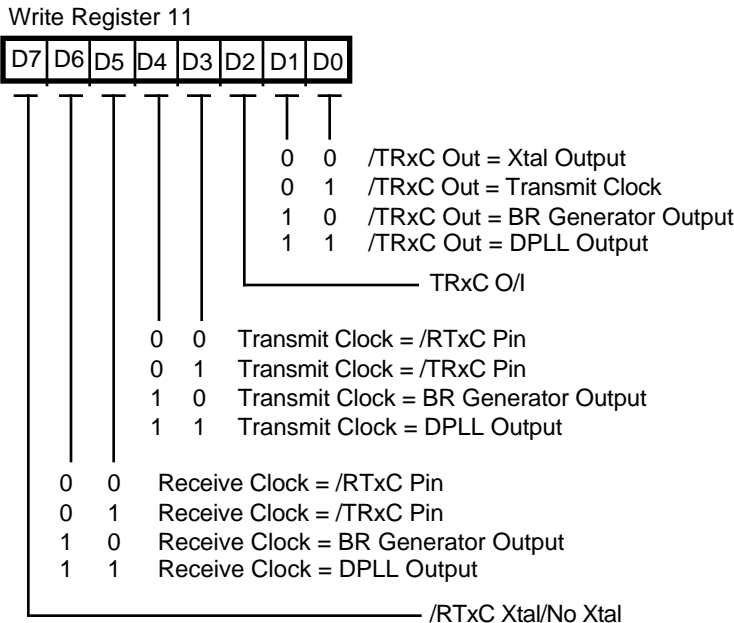 Write Register 11
D7 D6 D5 D4 D3 D2 D1 D0
0 0 /TRxC Out = Xtal Output
0 1 /TRxC Out = Transmit Clock
1 0 /TRxC Out = BR Generator Output
1 1 /TRxC Out = DPLL Output
TRxC O/I
0 0 Transmit Clock = /RTxC Pin
0 1 Transmit Clock = /TRxC Pin
1 0 Transmit Clock = BR Generator Output
1 1 Transmit Clock = DPLL Output
0 0 Receive Clock = /RTxC Pin
0 1 Receive Clock = /TRxC Pin
1 0 Receive Clock = BR Generator Output
1 1 Receive Clock = DPLL Output
/RTxC Xtal/No Xtal